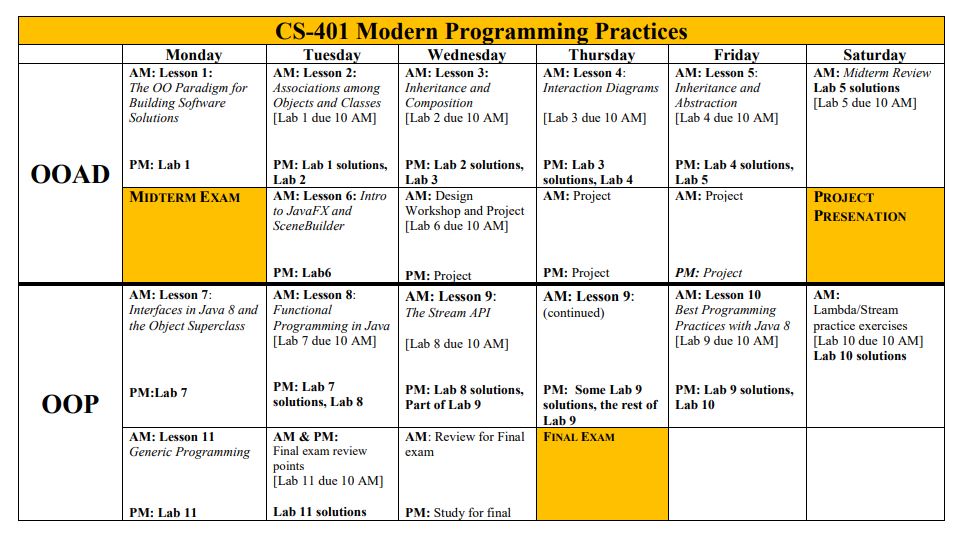 CS-401 Modern Programming Practices
Monday
Tuesday
Wednesday
Thursday
Friday
Saturday
OOAD
AM: Lesson 1:
The OO Paradigm for
Building Software
Solutions
PM: Lab 1
AM: Lesson 2:
Associations among
Objects and Classes
[Lab 1 due 10 AM]
PM: Lab 1 solutions,
Lab 2
AM: Lesson 3:
Inheritance and
Composition
[Lab 2 due 10 AM]
PM: Lab 2 solutions,
Lab 3
AM: Lesson 4:
Interaction Diagrams
[Lab 3 due 10 AM]
PM: Lab 3
solutions, Lab 4
AM: Lesson 5:
Inheritance and
Abstraction
[Lab 4 due 10 AM]
PM: Lab 4 solutions,
Lab 5
AM: Midterm Review
Lab 5 solutions
[Lab 5 due 10 AM]
MIDTERM EXAM
AM: Lesson 6: Intro
to JavaFX and
SceneBuilder
PM: Lab6
AM: Design
Workshop and Project
[Lab 6 due 10 AM]
PM: Project
AM: Project
PM: Project
AM: Project
PM: Project
PROJECT
PRESENATION
OOP
AM: Lesson 7:
Interfaces in Java 8 and
the Object Superclass
PM:Lab 7
AM: Lesson 8:
Functional
Programming in Java
[Lab 7 due 10 AM]
PM: Lab 7
solutions, Lab 8
AM: Lesson 9:
The Stream API
[Lab 8 due 10 AM]
PM: Lab 8 solutions,
Part of Lab 9
AM: Lesson 9:
(continued)
PM: Some Lab 9
solutions, the rest of
Lab 9
AM: Lesson 10
Best Programming
Practices with Java 8
[Lab 9 due 10 AM]
PM: Lab 9 solutions,
Lab 10
AM:
Lambda/Stream
practice exercises
[Lab 10 due 10 AM]
Lab 10 solutions
AM: Lesson 11
Generic Programming
PM: Lab 11
AM & PM:
Final exam review
points
[Lab 11 due 10 AM]
Lab 11 solutions
AM: Review for Final
exam
PM: Study for final
FINAL EXAM